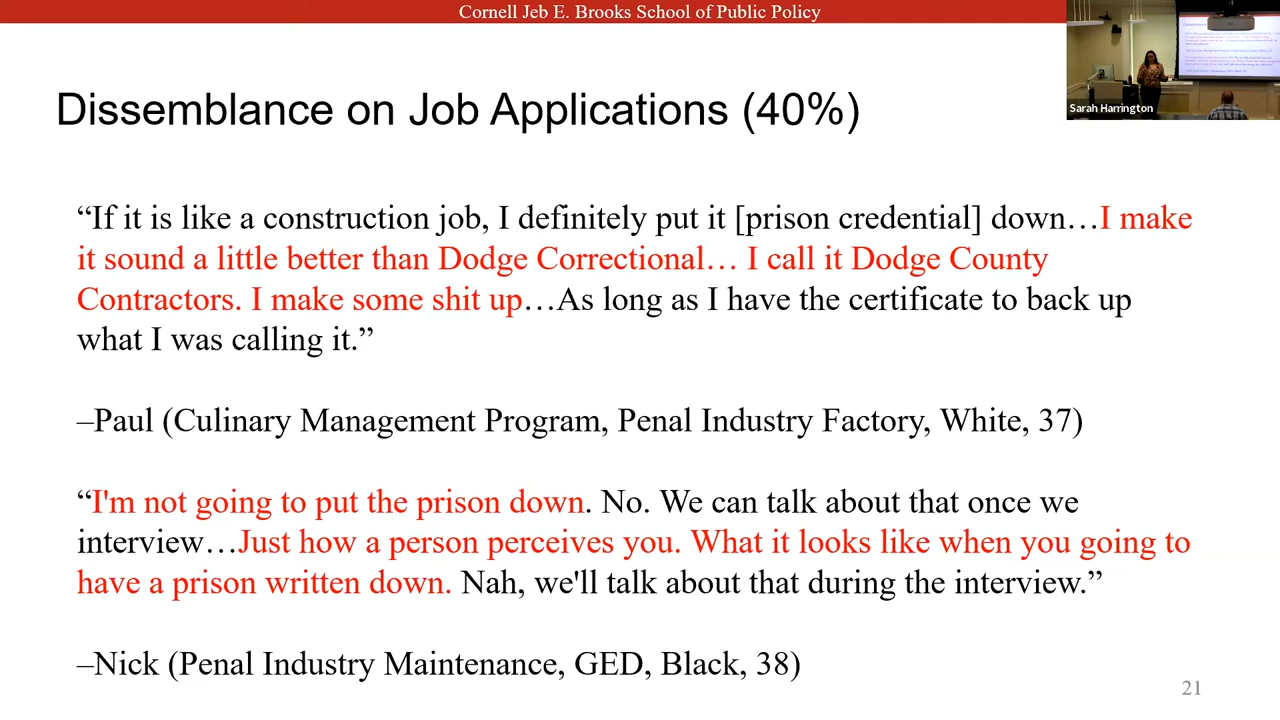 Cornell Jeb E. Brooks School of Public Policy
Sarah Harrington
Dissemblance on Job Applications (40%)
“If it is like a construction job, I definitely put it [prison credential] down…I make
it sound a little better than Dodge Correctional… I call it Dodge County
Contractors. I make some shit up…As long as I have the certificate to back up
what I was calling it.”
–Paul (Culinary Management Program, Penal Industry Factory, White, 37)
“I'm not going to put the prison down. No. We can talk about that once we
interview…Just how a person perceives you. What it looks like when you going to
have a prison written down. Nah, we'll talk about that during the interview.”
–Nick (Penal Industry Maintenance, GED, Black, 38)
21